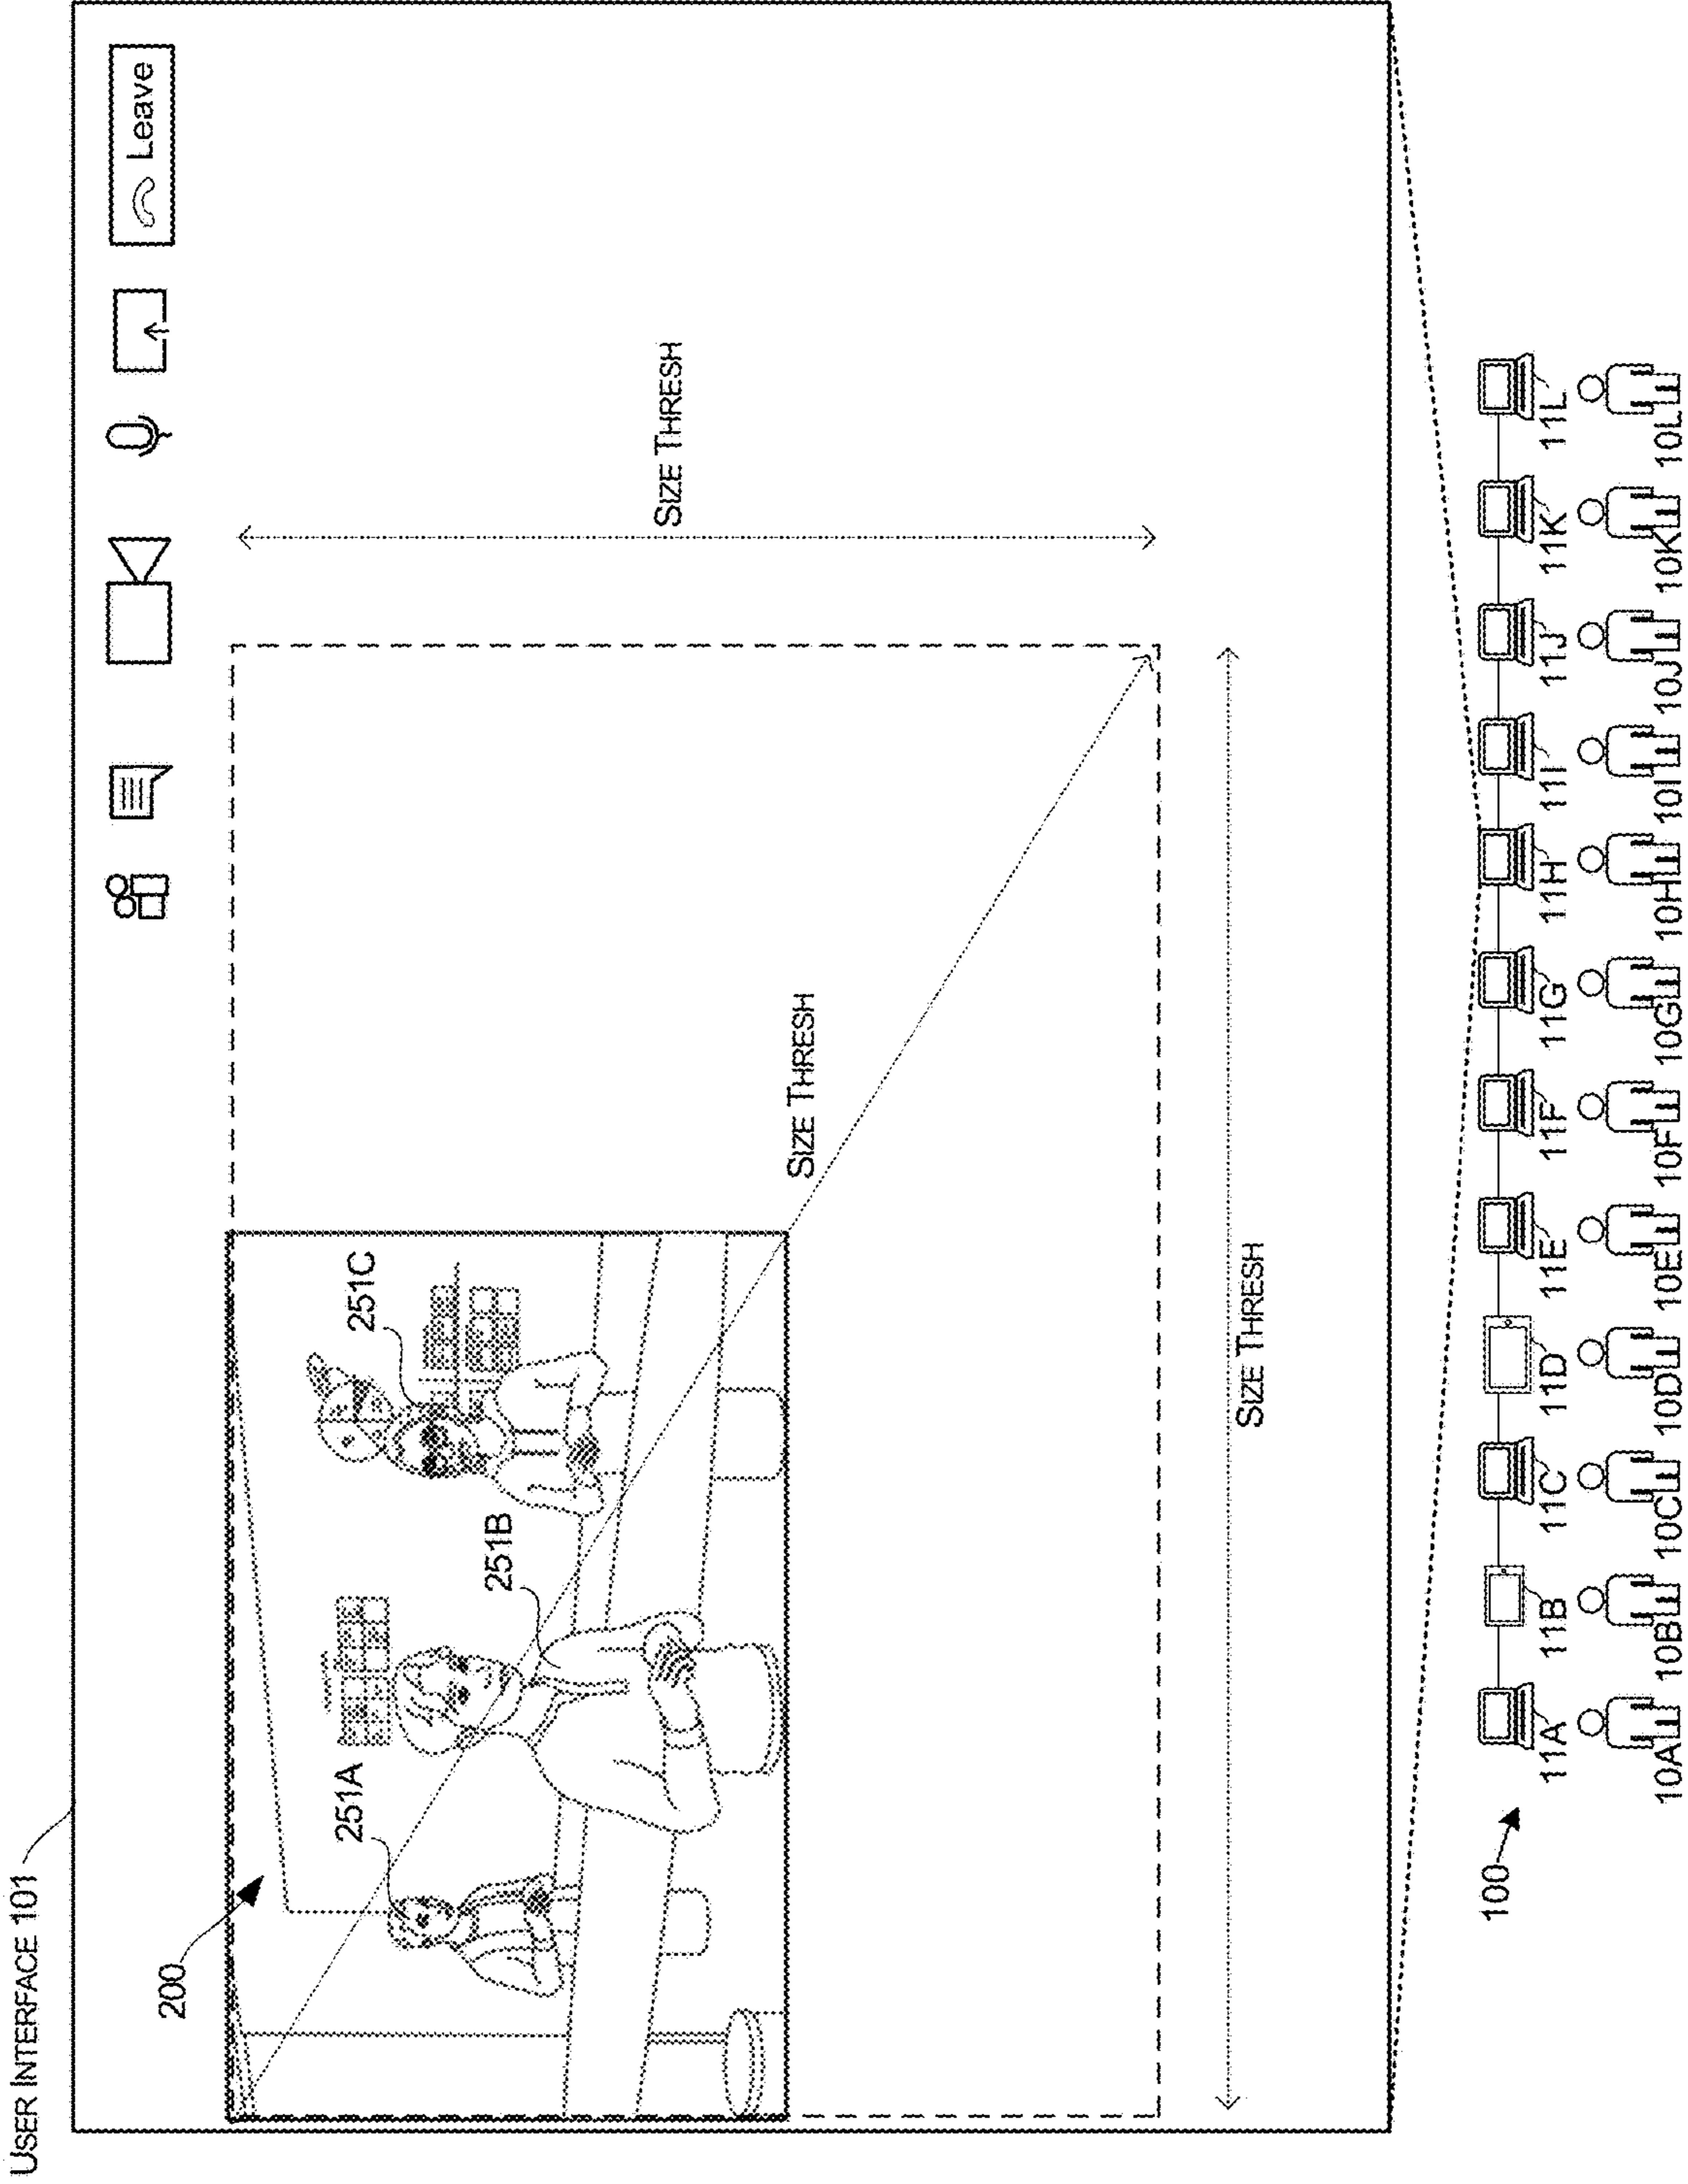 USER INTERFACE 101
Leave
200
251A
251B
251C
SIZE THRESH
SIZE THRESH
SIZE THRESH
100
11A
11B
11C
11D
11E
11F
11G
11H
11I
11J
11K
11L
10A
10B
10C
10D
10E
10F
10G
10H
10I
10J
10K
10L